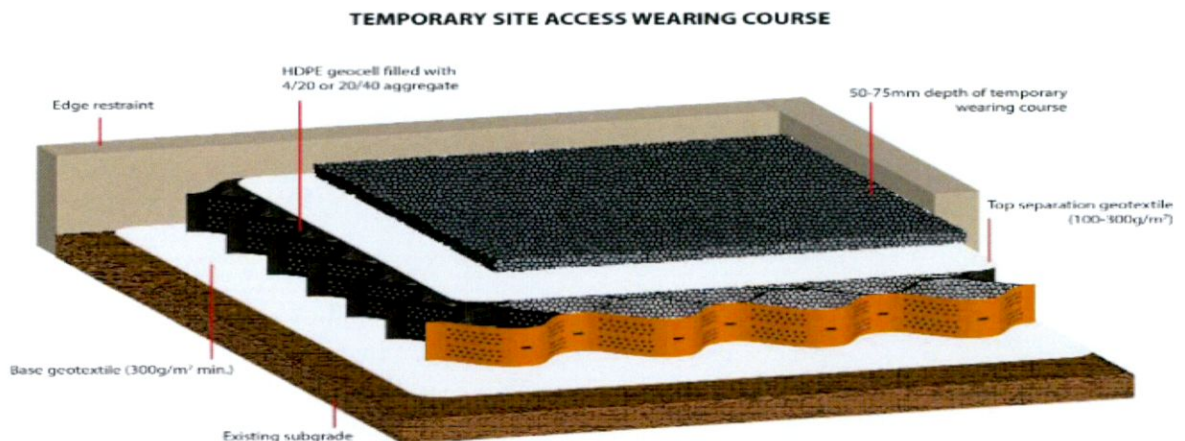 TEMPORARY SITE ACCESS WEARING COURSE
HDPE geocell filled with
4/20 or 20/40 aggregate
Edge restraint
50-75mm depth of temporary
wearing course
Top separation geotextile
(100-300g/m²)
Base geotextile (300g/m² min.)
Existing subgrade